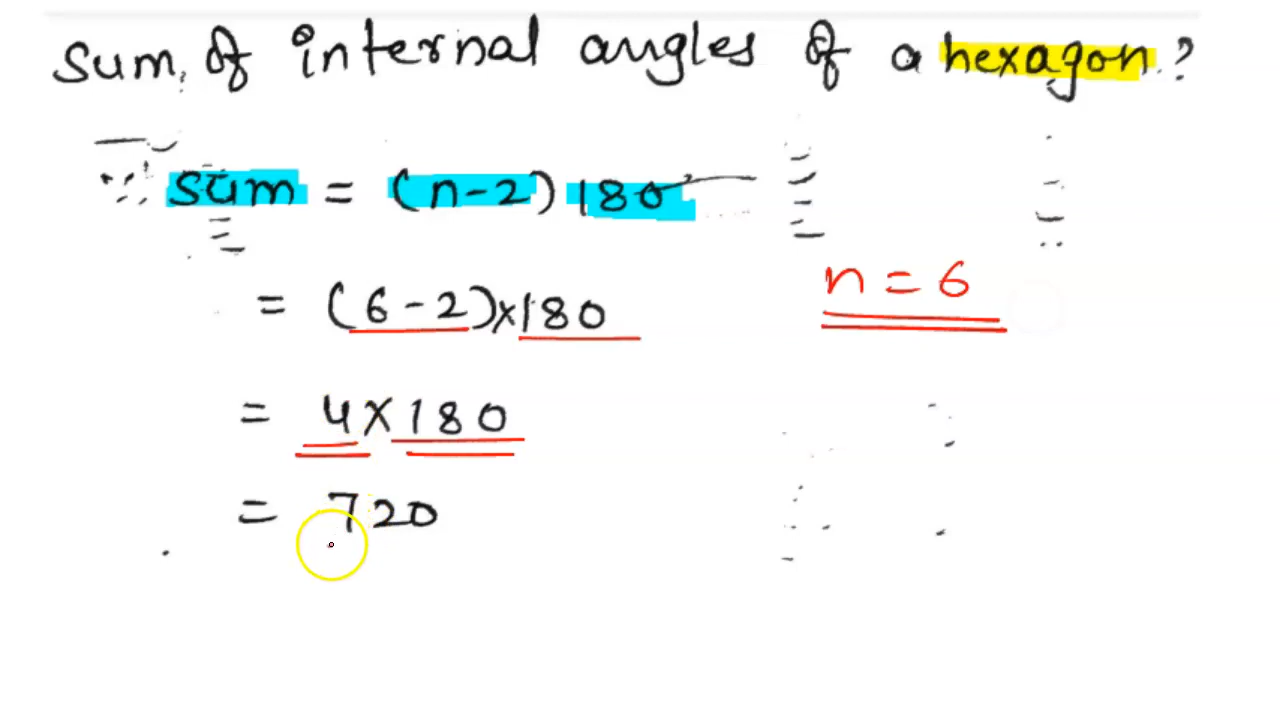 Sum of internal angles of a hexagon?
Sum = (n-2) 180°
= (6-2)×180
n = 6
= 4×180
= 720